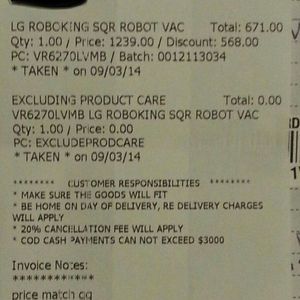 LG ROBCKING SQR ROBOT VAC Total: 671.00
Qty: 1.00 / Price: 1239.00 / Discount: 568.00
PC: VR6270LVMB / Batch: 0012113034
* TAKEN * on 09/03/14
EXCLUDING PRODUCT CARE Total: 0.00
VR6270LVMB LG ROBOKING SQR ROBOT VAC
Qty: 1.00 / Price: 0.00
PC: EXCLUDEPRODCARE
* TAKEN * on 09/03/14
******** CUSTOMER RESPONSIBILITIES ********
* MAKE SURE THE GOODS WILL FIT
* BE HOME ON DAY OF DELIVERY, RE DELIVERY CHARGES
WILL APPLY
* 20% CANCELLATION FEE WILL APPLY
* COD CASH PAYMENTS CAN NOT EXCEED $3000
Invoice Notes:
************
price match gg